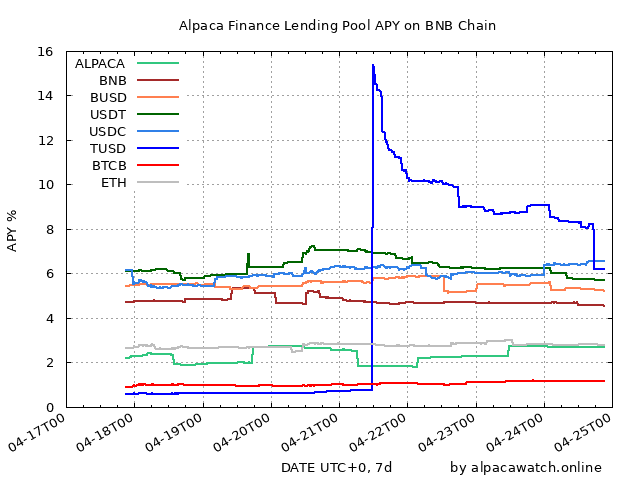 Alpaca Finance Lending Pool APY on BNB Chain
16
14
12
10
8
6
4
2
0
APY %
ALPACA
BNB
BUSD
USDT
USDC
TUSD
BTCB
ETH
04-17T00
04-18T00
04-19T00
04-20T00
04-21T00
04-22T00
04-23T00
04-24T00
04-25T00
DATE UTC+0, 7d
by alpacawatch.online